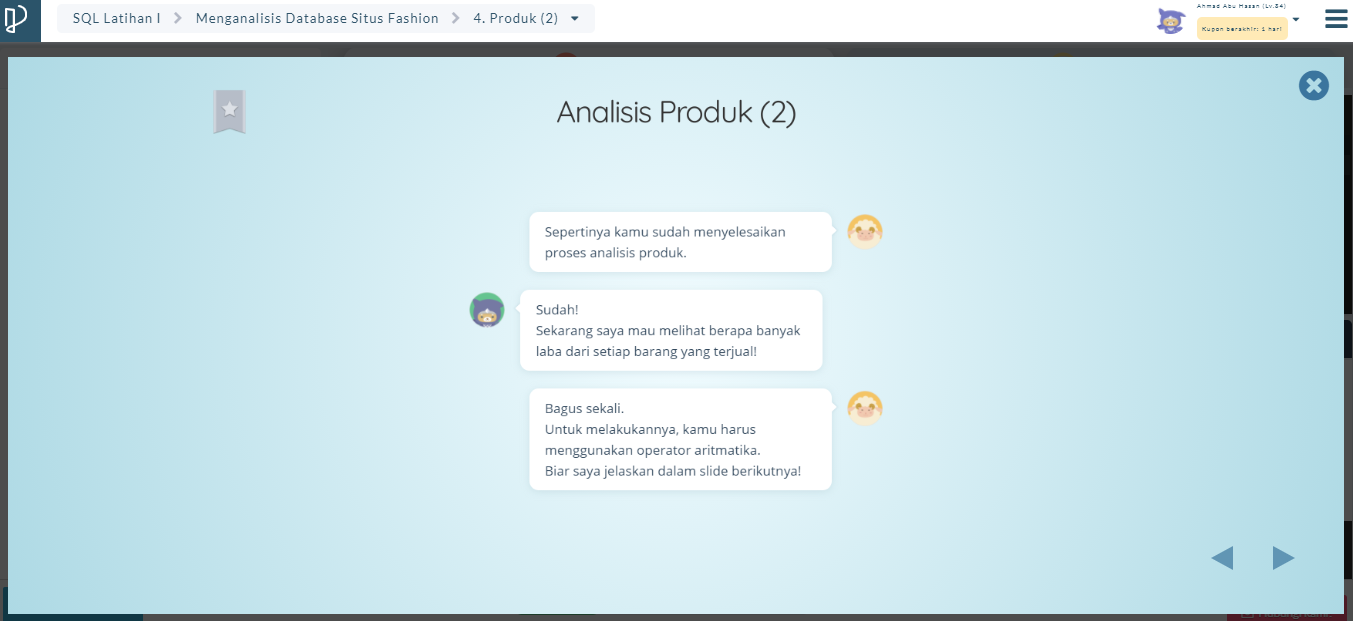 SQL Latihan I
Menganalisis Database Situs Fashion
4. Produk (2)
Ahmad Abu Hasan (Lv.34)
Kupon berakhir: 1 hari
Analisis Produk (2)
Sepertinya kamu sudah menyelesaikan
proses analisis produk.
Sudah!
Sekarang saya mau melihat berapa banyak
laba dari setiap barang yang terjual!
Bagus sekali.
Untuk melakukannya, kamu harus
menggunakan operator aritmatika.
Biar saya jelaskan dalam slide berikutnya!